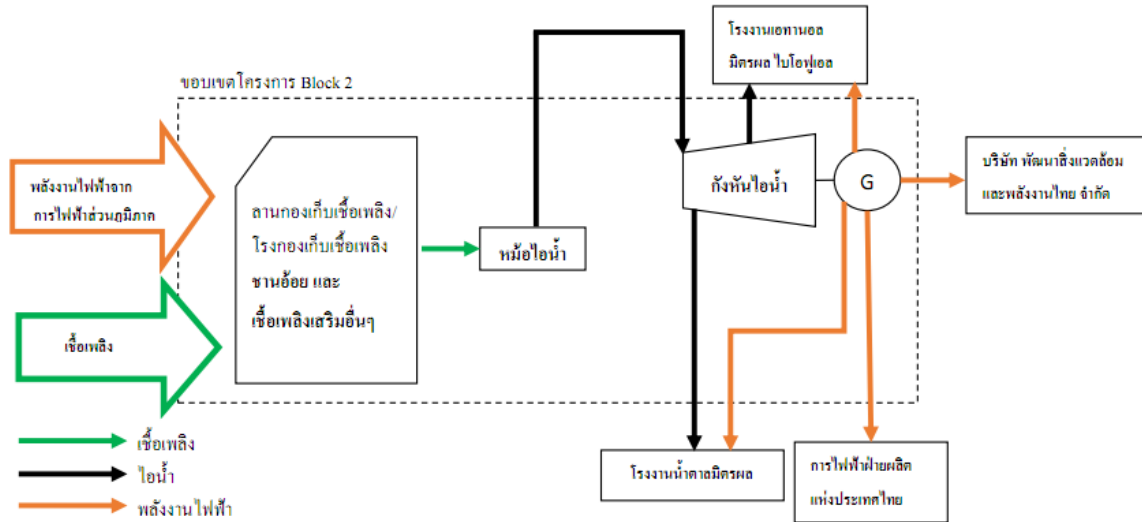 โรงงานเอทานอล
มิตรผล ไบโอฟูเอล
ขอบเขตโครงการ Block 2
พลังงานไฟฟ้าจาก
การไฟฟ้าส่วนภูมิภาค
ลานกองเก็บเชื้อเพลิง/
โรงกองเก็บเชื้อเพลิง
ชานอ้อย และ
เชื้อเพลิงเสริมอื่นๆ
หม้อไอน้ำ
กังหันไอน้ำ
G
บริษัท พัฒนาสิ่งแวดล้อม
และพลังงานไทย จำกัด
เชื้อเพลิง
เชื้อเพลิง
ไอน้ำ
พลังงานไฟฟ้า
โรงงานน้ำตาลมิตรผล
การไฟฟ้าฝ่ายผลิต
แห่งประเทศไทย